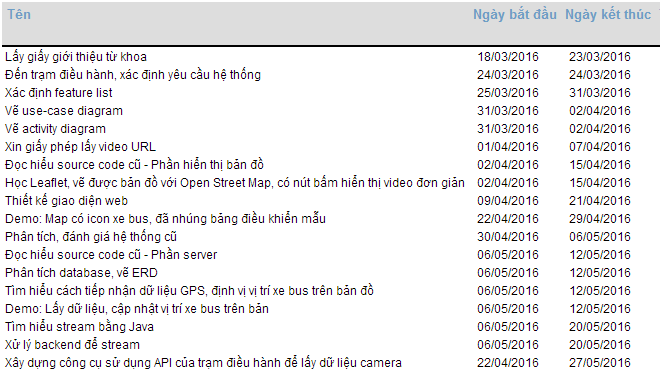 Tên Ngày bắt đầu Ngày kết thúc
Lấy giấy giới thiệu từ khoa 18/03/2016 23/03/2016
Đến trạm điều hành, xác định yêu cầu hệ thống 24/03/2016 24/03/2016
Xác định feature list 25/03/2016 31/03/2016
Vẽ use-case diagram 31/03/2016 02/04/2016
Vẽ activity diagram 31/03/2016 02/04/2016
Xin giấy phép lấy video URL 01/04/2016 07/04/2016
Đọc hiểu source code cũ - Phần hiển thị bản đồ 02/04/2016 15/04/2016
Học Leaflet, vẽ được bản đồ với Open Street Map, có nút bấm hiển thị video đơn giản 02/04/2016 15/04/2016
Thiết kế giao diện web 09/04/2016 21/04/2016
Demo: Map có icon xe bus, đã nhúng bảng điều khiển mẫu 22/04/2016 29/04/2016
Phân tích, đánh giá hệ thống cũ 30/04/2016 06/05/2016
Đọc hiểu source code cũ - Phần server 06/05/2016 12/05/2016
Phân tích database, vẽ ERD 06/05/2016 12/05/2016
Tìm hiểu cách tiếp nhận dữ liệu GPS, định vị vị trí xe bus trên bản đồ 06/05/2016 12/05/2016
Demo: Lấy dữ liệu, cập nhật vị trí xe bus trên bản 06/05/2016 12/05/2016
Tìm hiểu stream bằng Java 06/05/2016 20/05/2016
Xử lý backend để stream 06/05/2016 20/05/2016
Xây dựng công cụ sử dụng API của trạm điều hành để lấy dữ liệu camera 22/04/2016 27/05/2016